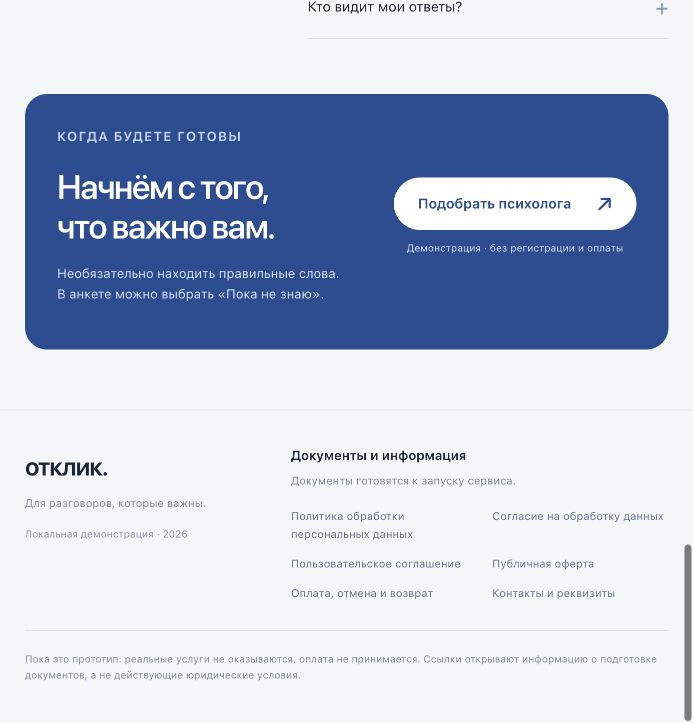 Кто видит мои ответы?
КОГДА БУДЕТЕ ГОТОВЫ
Начнём с того,
что важно вам.
Необязательно находить правильные слова.
В анкете можно выбрать «Пока не знаю».
Подобрать психолога
Демонстрация · без регистрации и оплаты
ОТКЛИК.
Для разговоров, которые важны.
Локальная демонстрация · 2026
Документы и информация
Документы готовятся к запуску сервиса.
Политика обработки
персональных данных
Согласие на обработку данных
Пользовательское соглашение
Публичная оферта
Оплата, отмена и возврат
Контакты и реквизиты
Пока это прототип: реальные услуги не оказываются, оплата не принимается. Ссылки открывают информацию о подготовке
документов, а не действующие юридические условия.